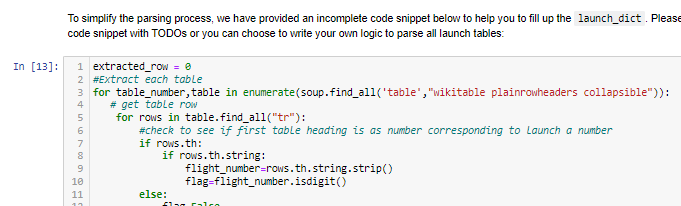 To simplify the parsing process, we have provided an incomplete code snippet below to help you to fill up the launch_dict . Please
code snippet with TODOs or you can choose to write your own logic to parse all launch tables:
In [13]:
1 extracted_row = 0
2 #Extract each table
3 for table_number,table in enumerate(soup.find_all('table',"wikitable plainrowheaders collapsible")):
4 # get table row
5 for rows in table.find_all("tr"):
6 #check to see if first table heading is as number corresponding to launch a number
7 if rows.th:
8 if rows.th.string:
9 flight_number=rows.th.string.strip()
10 flag=flight_number.isdigit()
11 else: